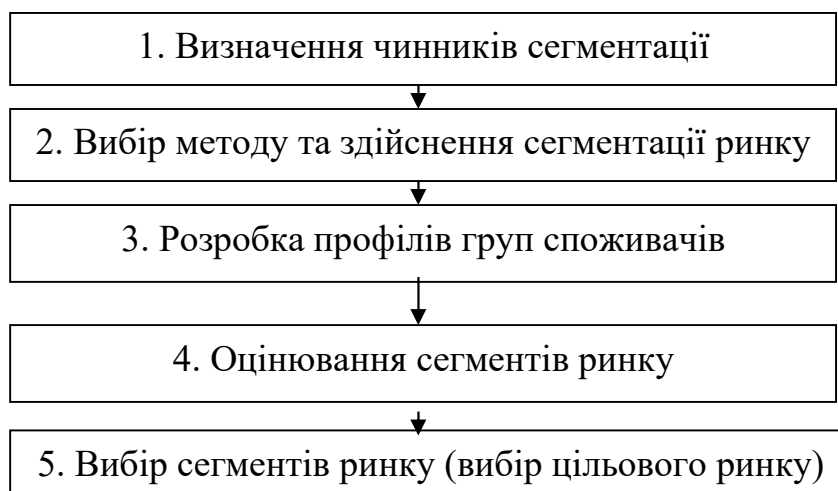 1. Визначення чинників сегментації
2. Вибір методу та здійснення сегментації ринку
3. Розробка профілів груп споживачів
4. Оцінювання сегментів ринку
5. Вибір сегментів ринку (вибір цільового ринку)